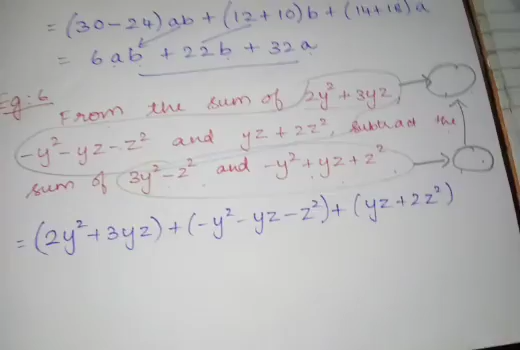 = (30-24) ab + (12+10) b + (14+18) a
= 6ab + 22b + 32a
Eg:6
From the sum of 2y² + 3yz,
-y² - yz - z² and yz + 2z², subtract the
sum of 3y² - z² and -y² + yz + z²
= (2y² + 3yz) + (-y² - yz - z²) + (yz + 2z²)